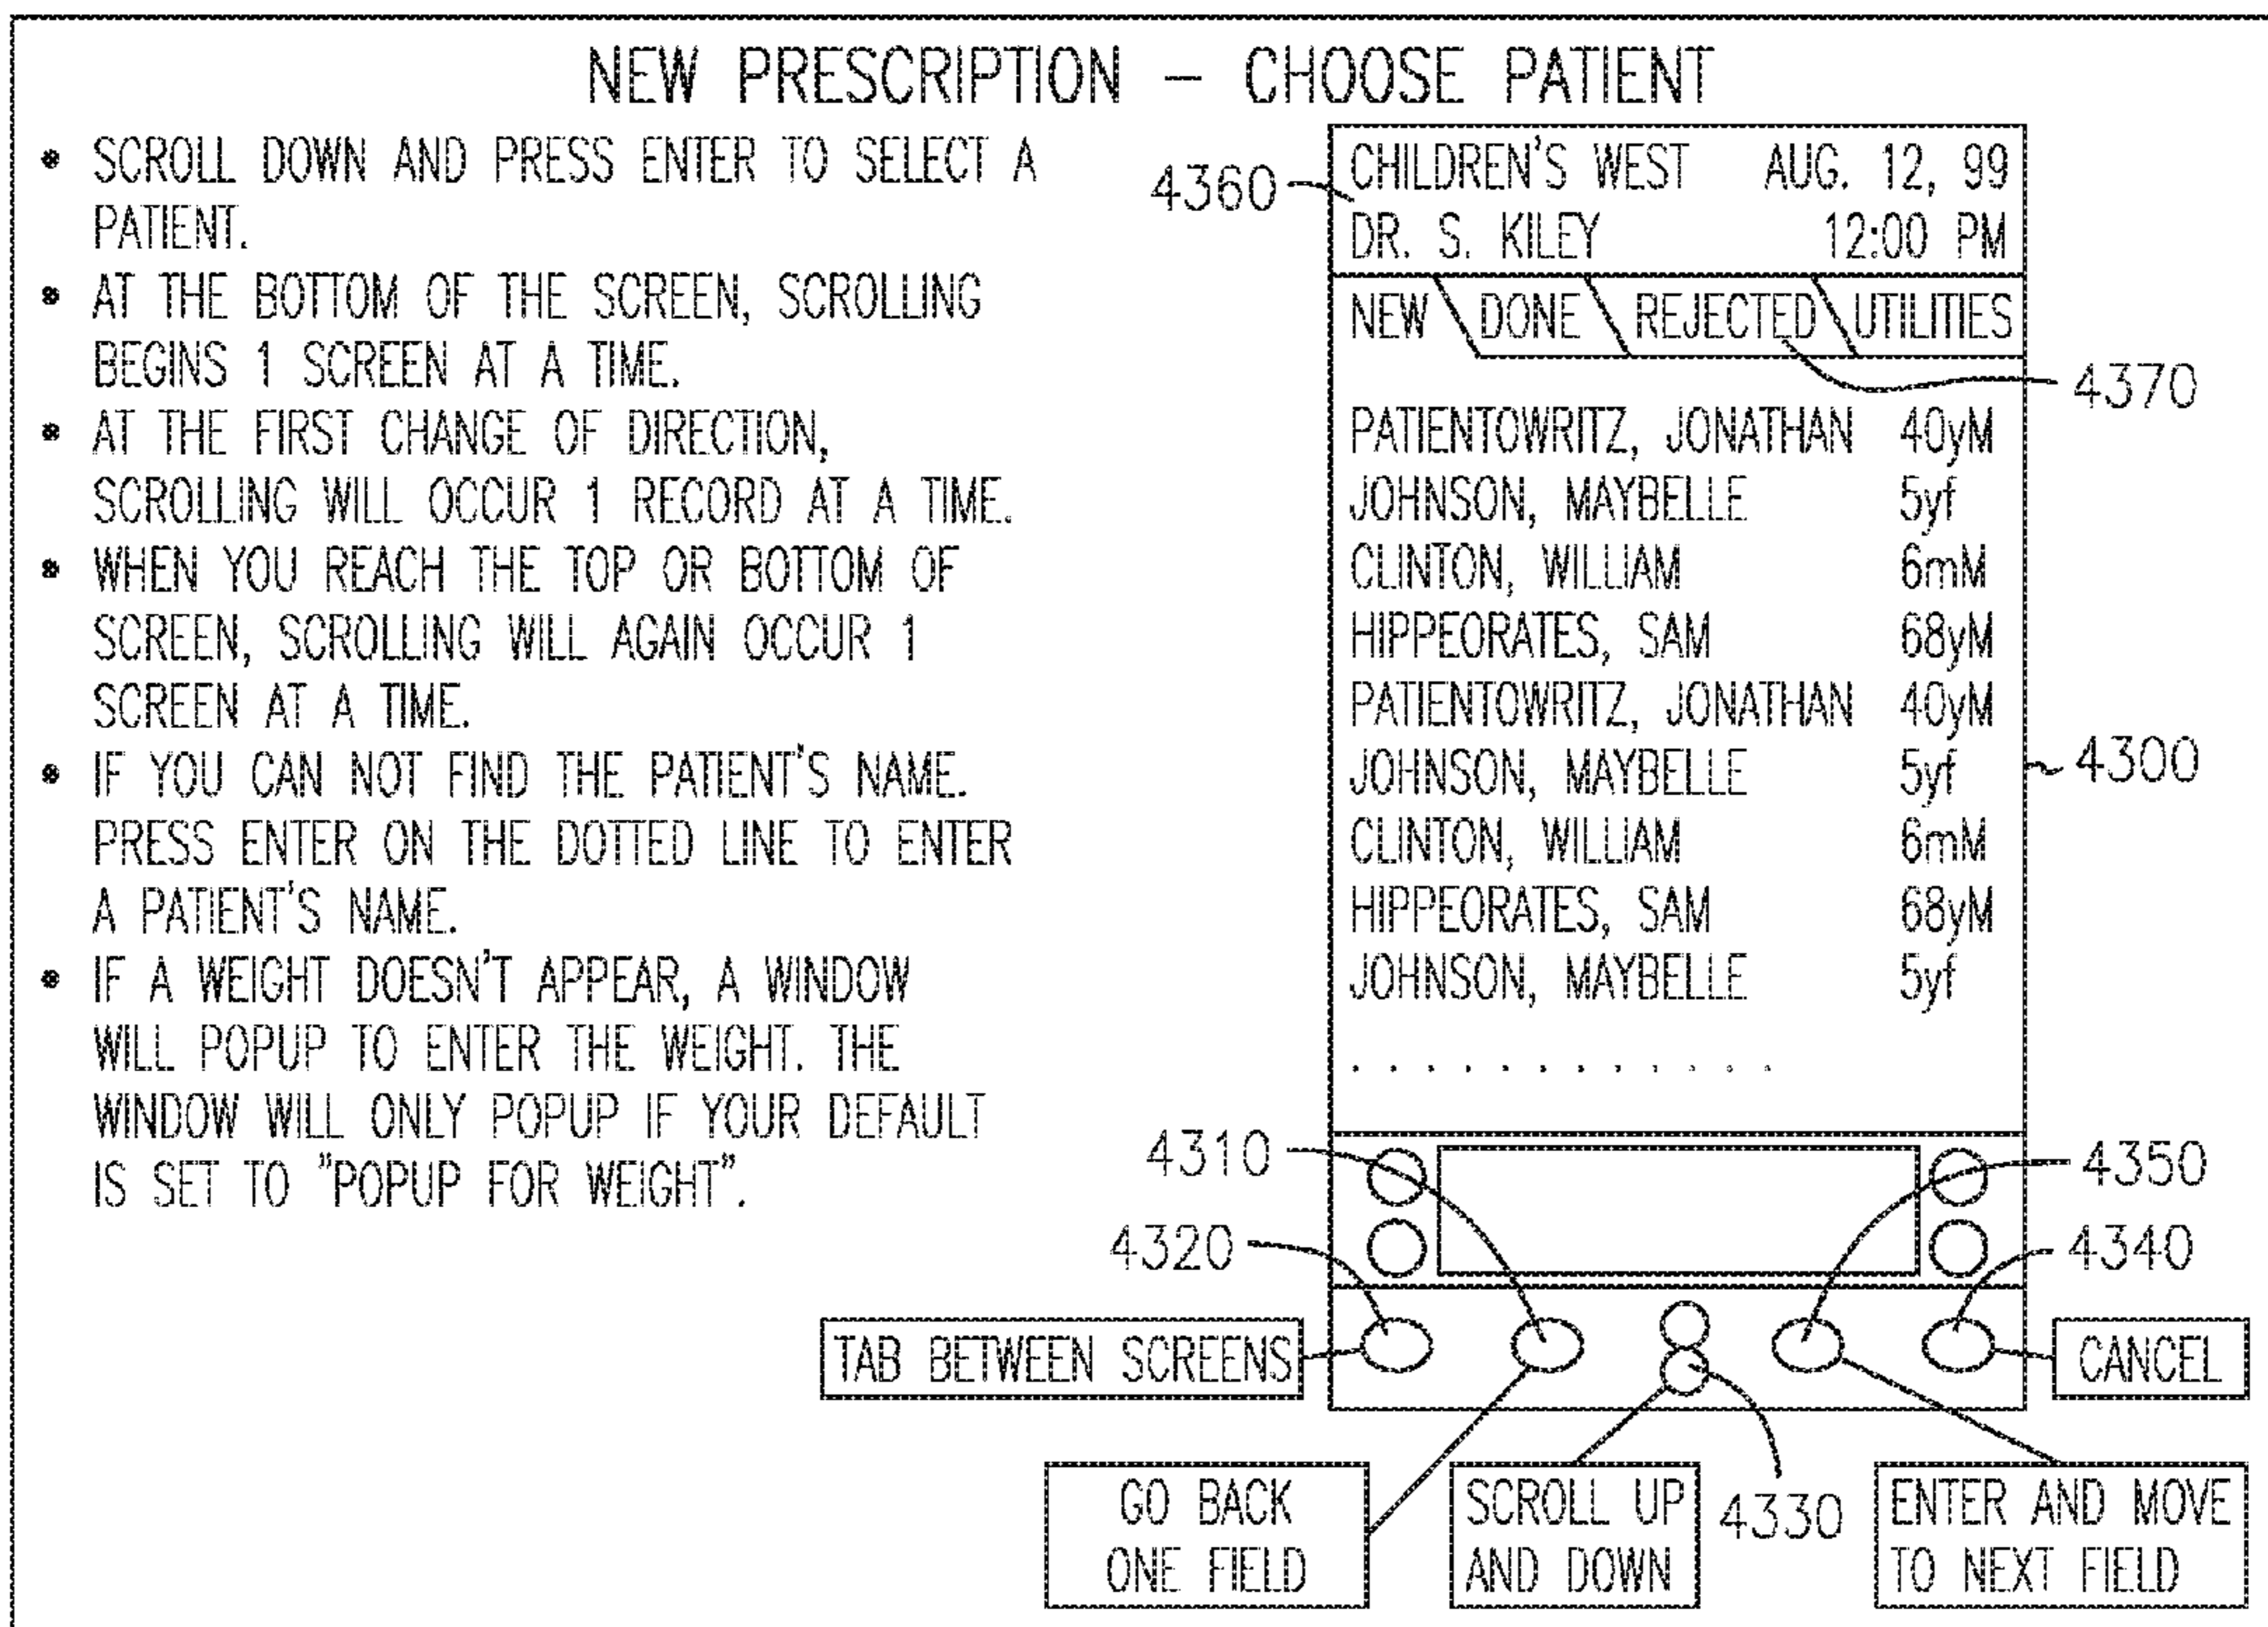 NEW PRESCRIPTION – CHOOSE PATIENT
• SCROLL DOWN AND PRESS ENTER TO SELECT A
PATIENT.
• AT THE BOTTOM OF THE SCREEN, SCROLLING
BEGINS 1 SCREEN AT A TIME.
• AT THE FIRST CHANGE OF DIRECTION,
SCROLLING WILL OCCUR 1 RECORD AT A TIME.
• WHEN YOU REACH THE TOP OR BOTTOM OF
SCREEN, SCROLLING WILL AGAIN OCCUR 1
SCREEN AT A TIME.
• IF YOU CAN NOT FIND THE PATIENT'S NAME.
PRESS ENTER ON THE DOTTED LINE TO ENTER
A PATIENT'S NAME.
• IF A WEIGHT DOESN'T APPEAR, A WINDOW
WILL POPUP TO ENTER THE WEIGHT. THE
WINDOW WILL ONLY POPUP IF YOUR DEFAULT
IS SET TO "POPUP FOR WEIGHT".
4360
CHILDREN'S WEST AUG. 12, 99
DR. S. KILEY 12:00 PM
NEW DONE REJECTED UTILITIES
4370
PATIENTOWRITZ, JONATHAN 40yM
JOHNSON, MAYBELLE 5yf
CLINTON, WILLIAM 6mM
HIPPEORATES, SAM 68yM
PATIENTOWRITZ, JONATHAN 40yM
JOHNSON, MAYBELLE 5yf
4300
CLINTON, WILLIAM 6mM
HIPPEORATES, SAM 68yM
JOHNSON, MAYBELLE 5yf
. . . . . . . . . . . .
4310
4350
4320
4340
TAB BETWEEN SCREENS
CANCEL
GO BACK
ONE FIELD
SCROLL UP
AND DOWN
4330
ENTER AND MOVE
TO NEXT FIELD